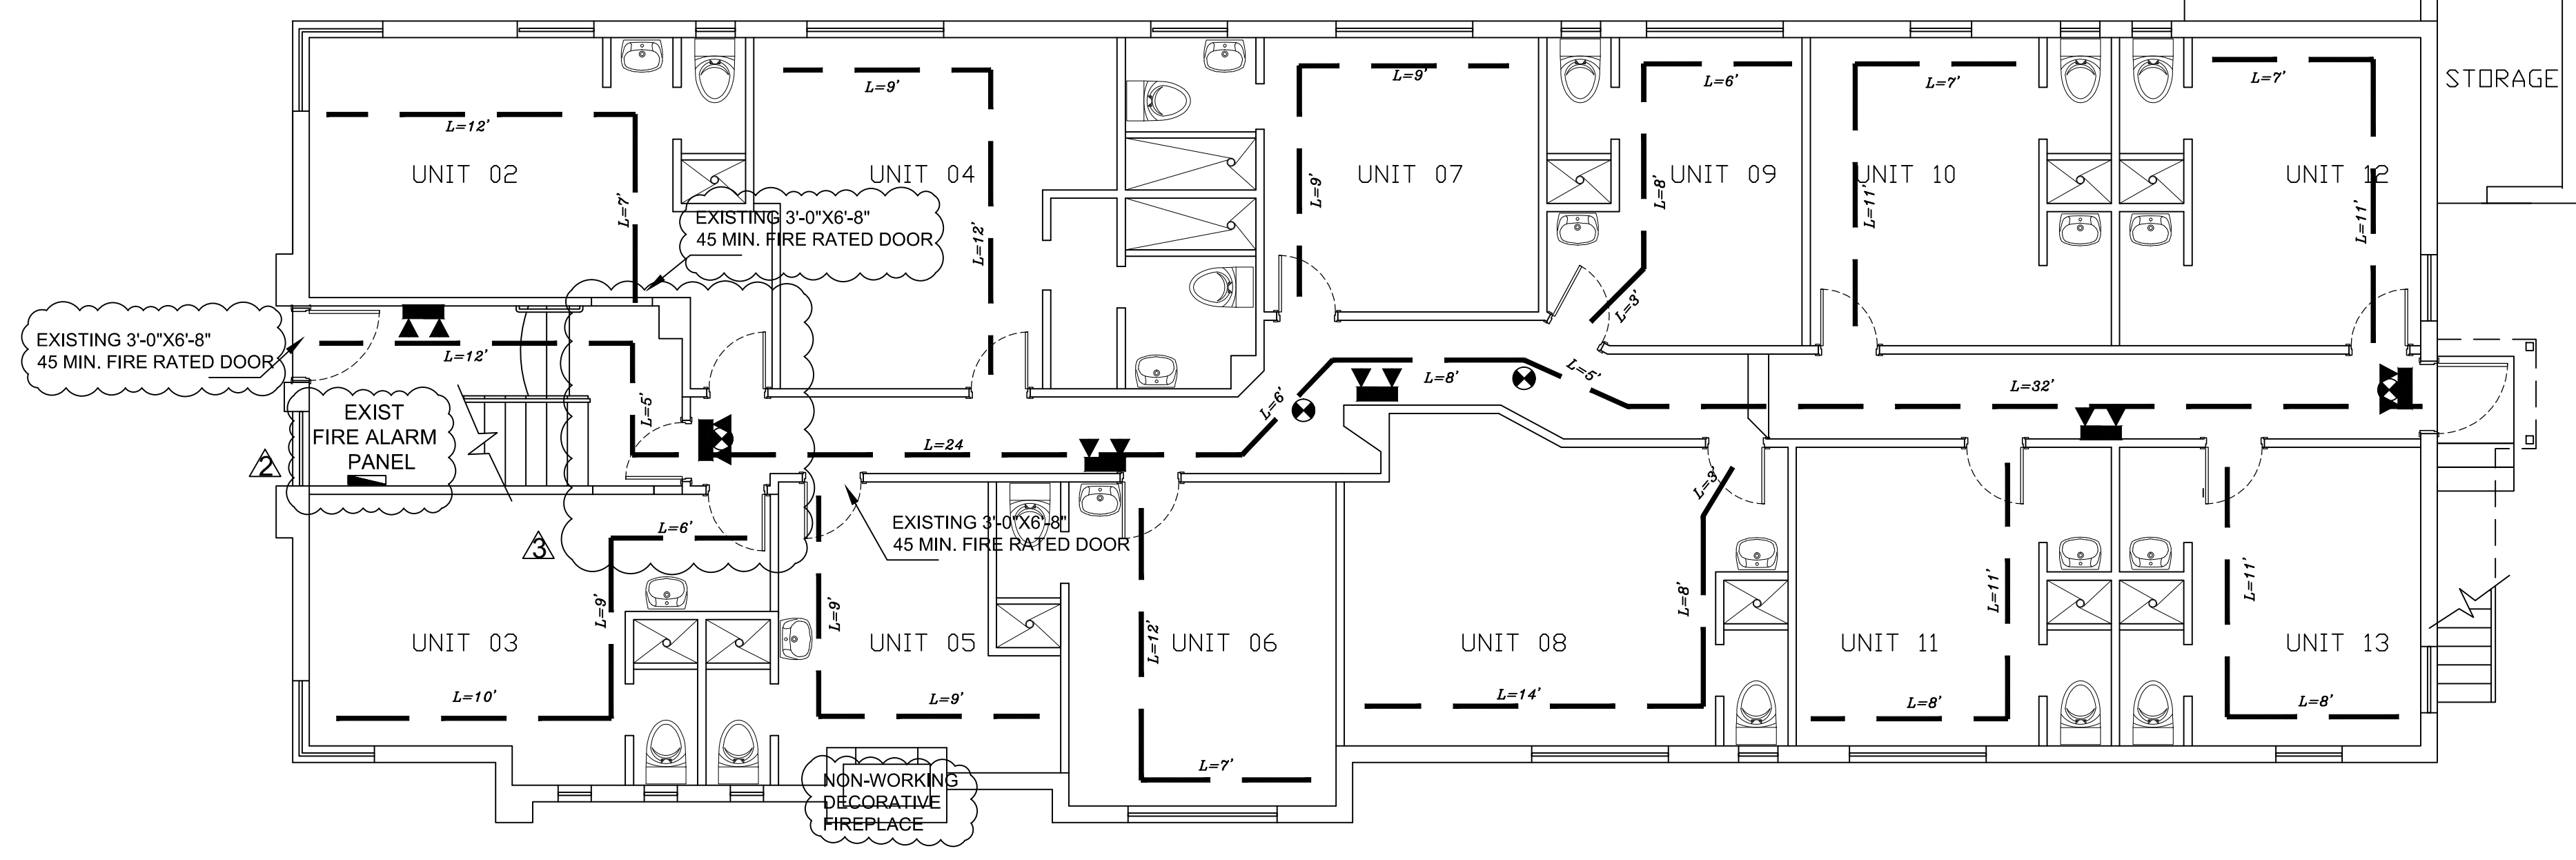 STORAGE
L=9'
L=9'
L=6'
L=7'
L=7'
L=12'
UNIT 02
UNIT 04
UNIT 07
UNIT 09
UNIT 10
UNIT 12
L=7'
L=12'
L=9'
L=8'
L=11'
L=11'
EXISTING 3'-0"X6'-8"
45 MIN. FIRE RATED DOOR
L=3'
EXISTING 3'-0"X6'-8"
45 MIN. FIRE RATED DOOR
L=12'
L=5'
L=24
L=6'
L=8'
L=5'
L=32'
EXIST
FIRE ALARM
PANEL
2
3
L=6'
EXISTING 3'-0"X6'-8"
45 MIN. FIRE RATED DOOR
L=3'
L=9'
L=9'
L=12'
L=8'
L=11'
L=11'
UNIT 03
UNIT 05
UNIT 06
UNIT 08
UNIT 11
UNIT 13
L=10'
L=9'
L=14'
L=8'
L=8'
L=7'
NON-WORKING
DECORATIVE
FIREPLACE